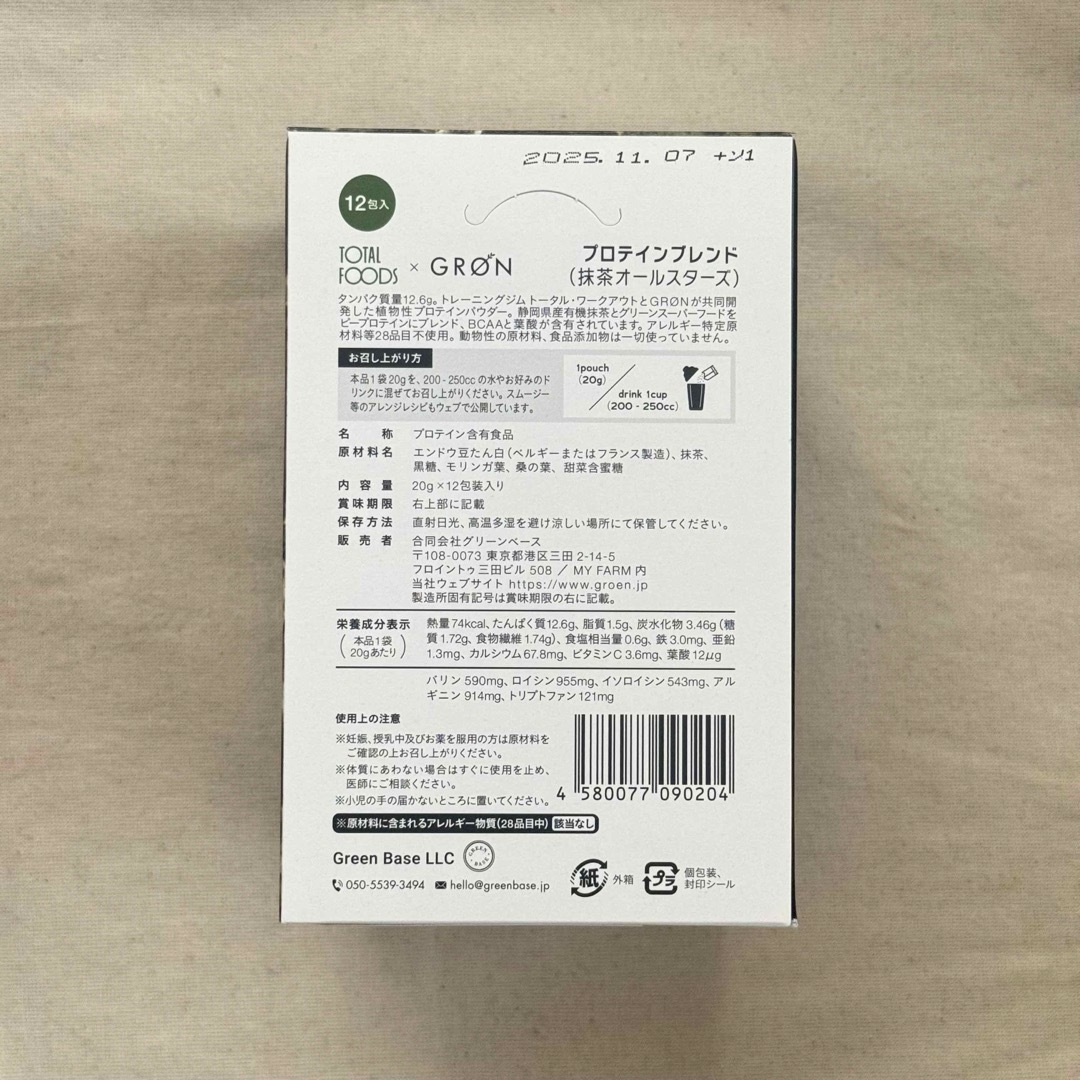 2025.11.07 +ソ1
12包入
TOTAL FOODS × GRØN
プロテインブレンド
(抹茶オールスターズ)
タンパク質量12.6g。トレーニングジム トータル・ワークアウトとGRØNが共同開
発した植物性プロテインパウダー。静岡県産有機抹茶とグリーンスーパーフードを
ピープロテインにブレンド、BCAAと葉酸が含有されています。アレルギー特定原
材料等28品目不使用。動物性の原材料、食品添加物は一切使っていません。
お召し上がり方
本品1袋20gを、200-250ccの水やお好みのド
リンクに混ぜてお召し上がりください。スムージー
等のアレンジレシピもウェブで公開しています。
1pouch
(20g)
drink 1cup
(200 - 250cc)
名称 プロテイン含有食品
原材料名 エンドウ豆たん白(ベルギーまたはフランス製造)、抹茶、
黒糖、モリンガ葉、桑の葉、甜菜含蜜糖
内容量 20g×12包装入り
賞味期限 右上部に記載
保存方法 直射日光、高温多湿を避け涼しい場所にて保管してください。
販売者 合同会社グリーンベース
〒108-0073 東京都港区三田 2-14-5
フロイントゥ三田ビル 508 / MY FARM 内
当社ウェブサイト https://www.groen.jp
製造所固有記号は賞味期限の右に記載。
栄養成分表示
(本品1袋
20gあたり)
熱量74kcal、たんぱく質12.6g、脂質1.5g、炭水化物 3.46g(糖
質1.72g、食物繊維 1.74g)、食塩相当量0.6g、鉄3.0mg、亜鉛
1.3mg、カルシウム67.8mg、ビタミンC 3.6mg、葉酸 12μg
バリン 590mg、ロイシン955mg、イソロイシン 543mg、アル
ギニン 914mg、トリプトファン 121mg
使用上の注意
※妊娠、授乳中及びお薬を服用の方は原材料を
ご確認の上お召し上がりください。
※体質にあわない場合はすぐに使用を止め、
医師にご相談ください。
※小児の手の届かないところに置いてください。
4 580077 090204
※原材料に含まれるアレルギー物質(28品目中) 該当なし
Green Base LLC
GREEN BASE
050-5539-3494 hello@greenbase.jp
紙 外箱
プラ 個包装、
封印シール